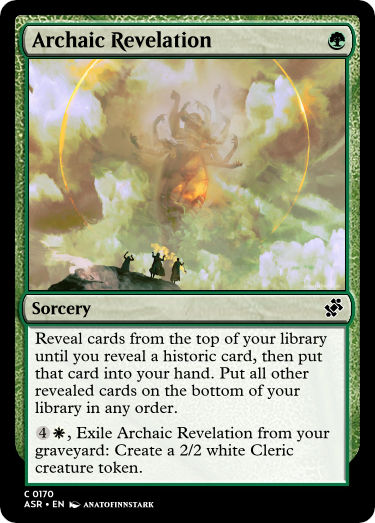 Archaic Revelation
Sorcery
Reveal cards from the top of your library
until you reveal a historic card, then put
that card into your hand. Put all other
revealed cards on the bottom of your
library in any order.
4, Exile Archaic Revelation from your
graveyard: Create a 2/2 white Cleric
creature token.
C 0170
ASR • EN ANATOFINNSTARK